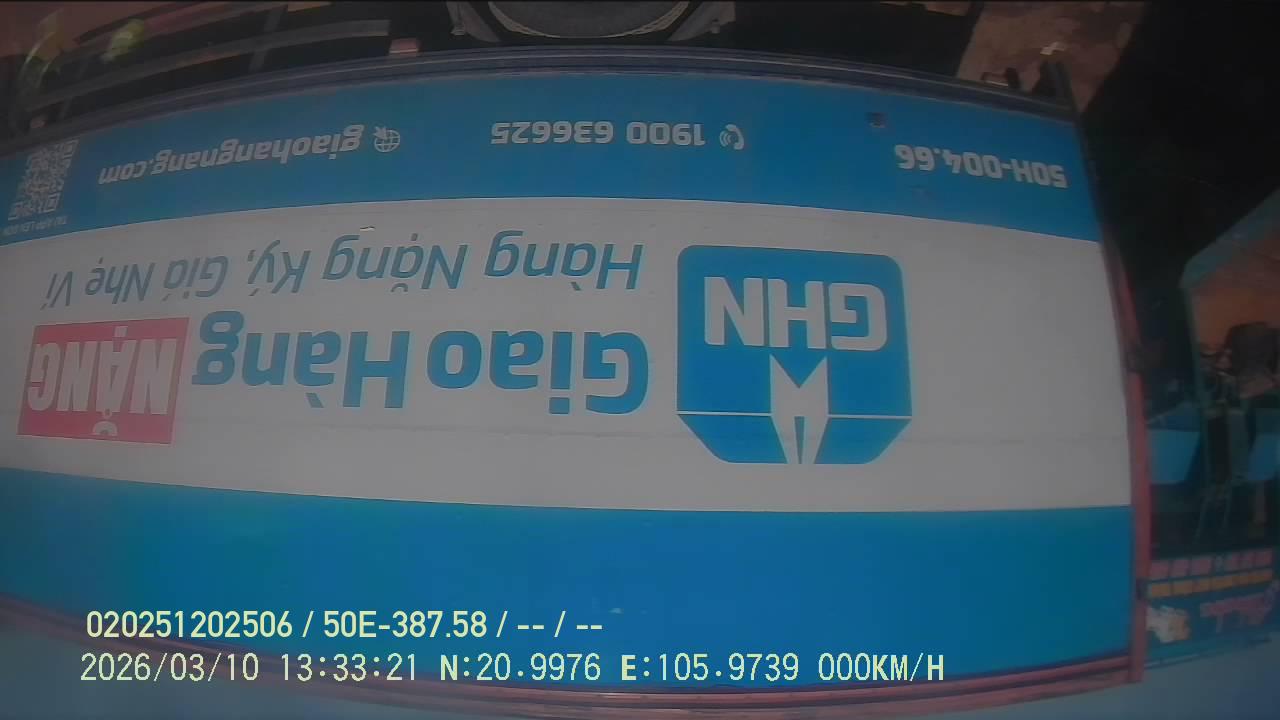 GHN
Giao Hàng NẶNG
Hàng Nặng Ký, Giá Nhẹ Ví
50H-004.66
1900 636625
giaohangnang.com
020251202506 / 50E-387.58 / -- / --
2026/03/10 13:33:21 N:20.9976 E:105.9739 000KM/H